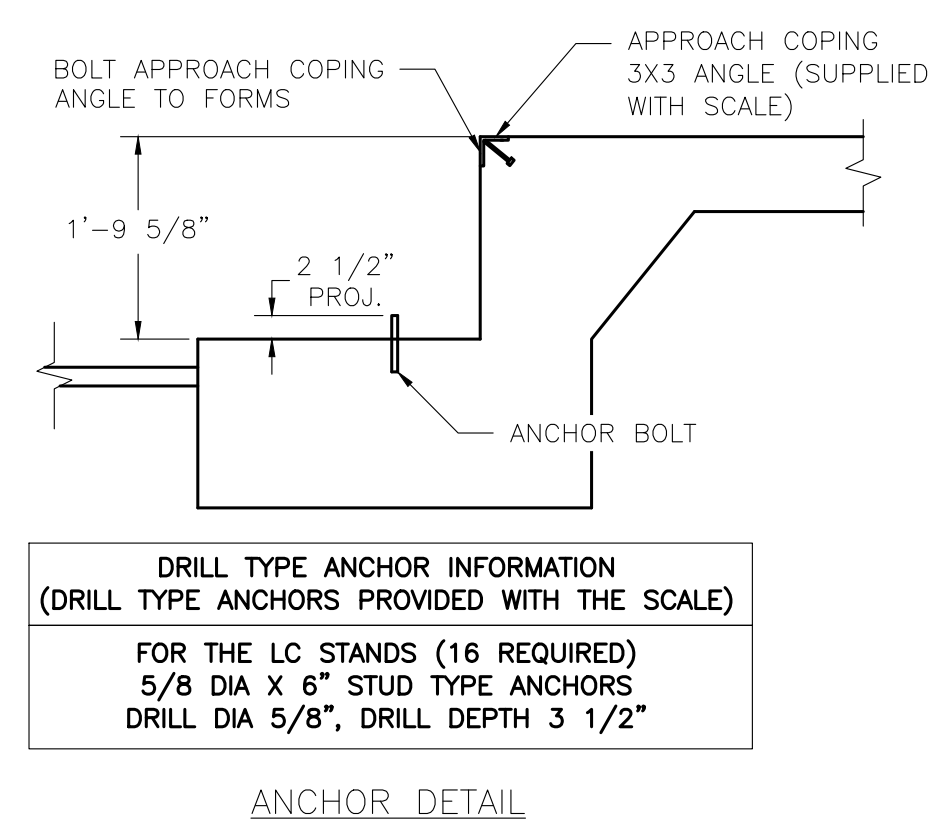 BOLT APPROACH COPING
ANGLE TO FORMS
APPROACH COPING
3X3 ANGLE (SUPPLIED
WITH SCALE)
1'-9 5/8"
2 1/2"
PROJ.
ANCHOR BOLT
DRILL TYPE ANCHOR INFORMATION
(DRILL TYPE ANCHORS PROVIDED WITH THE SCALE)
FOR THE LC STANDS (16 REQUIRED)
5/8 DIA X 6" STUD TYPE ANCHORS
DRILL DIA 5/8", DRILL DEPTH 3 1/2"
ANCHOR DETAIL